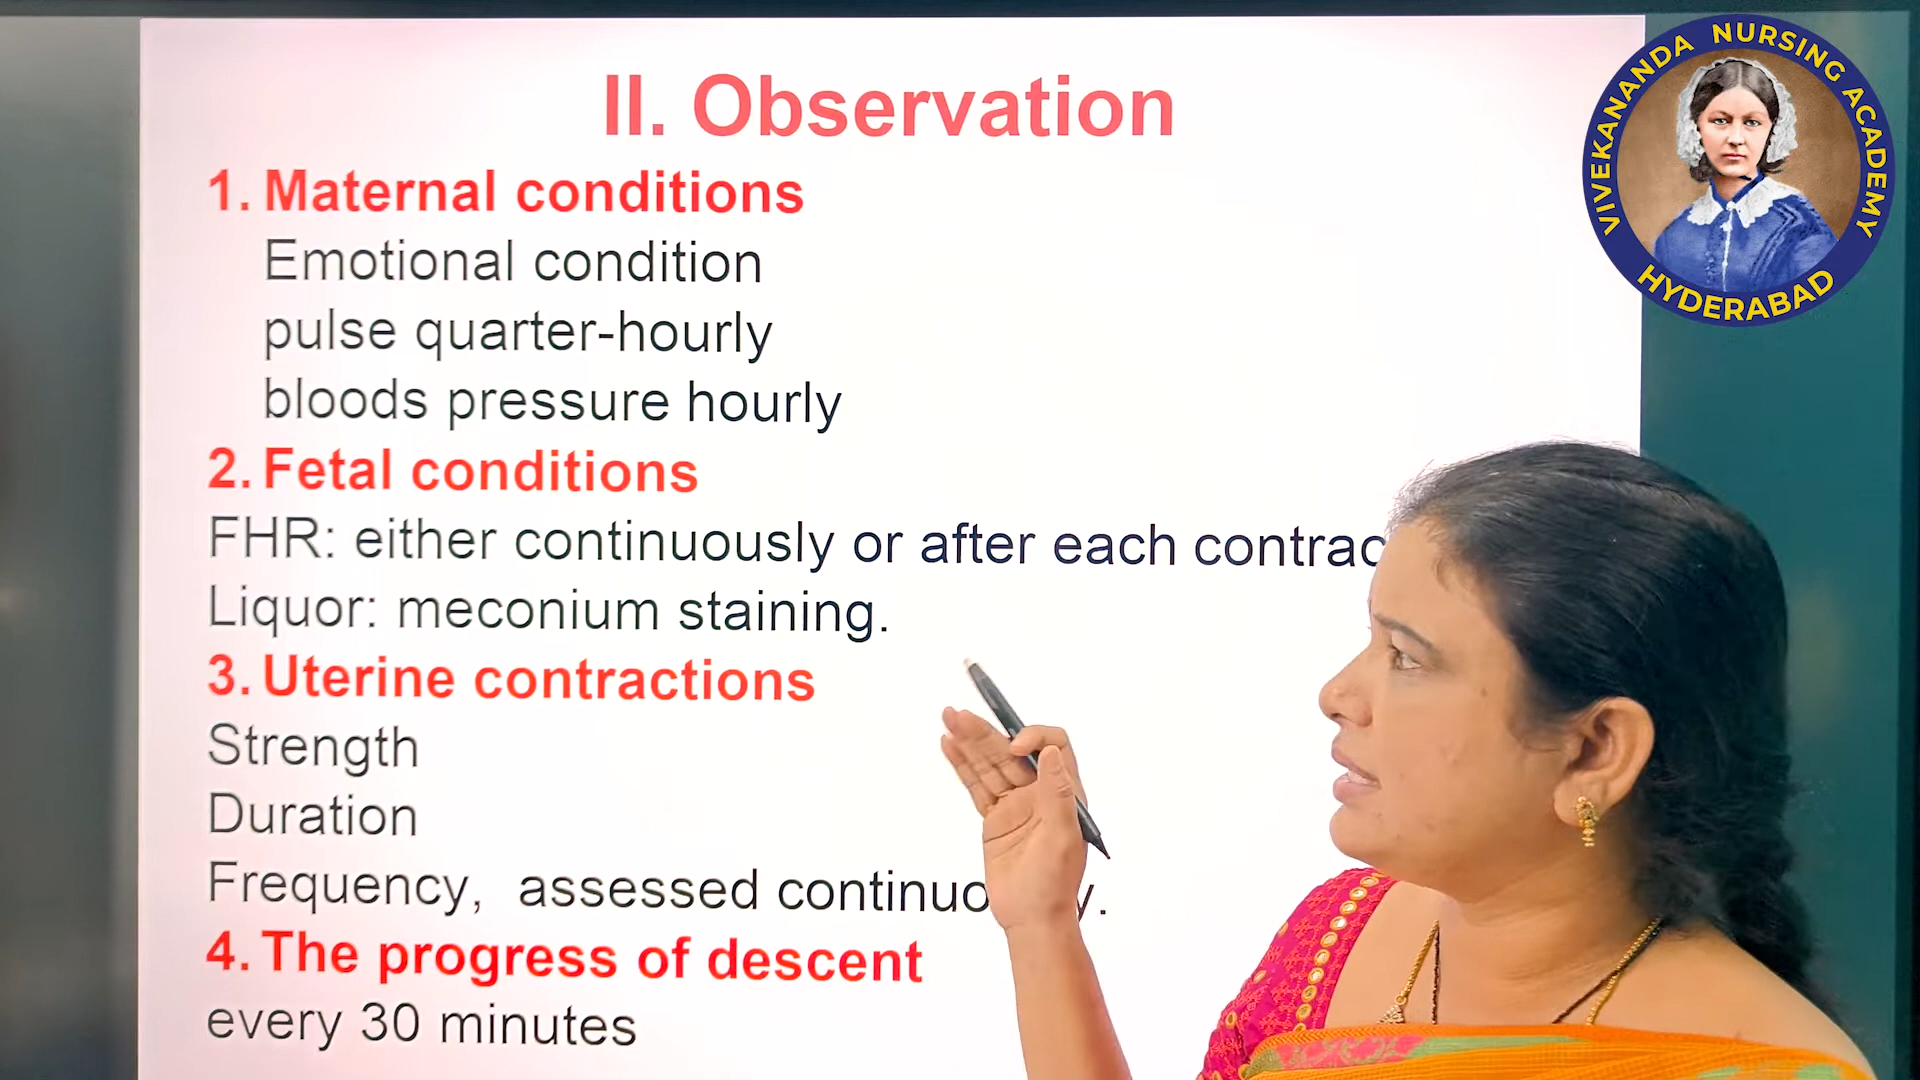 II. Observation
1. Maternal conditions
Emotional condition
pulse quarter-hourly
bloods pressure hourly
2. Fetal conditions
FHR: either continuously or after each
Liquor: meconium staining.
3. Uterine contractions
Strength
Duration
Frequency, assessed
4. The progress of descent
every 30 minutes
VIVEKANANDA NURSING ACADEMY
HYDERABAD